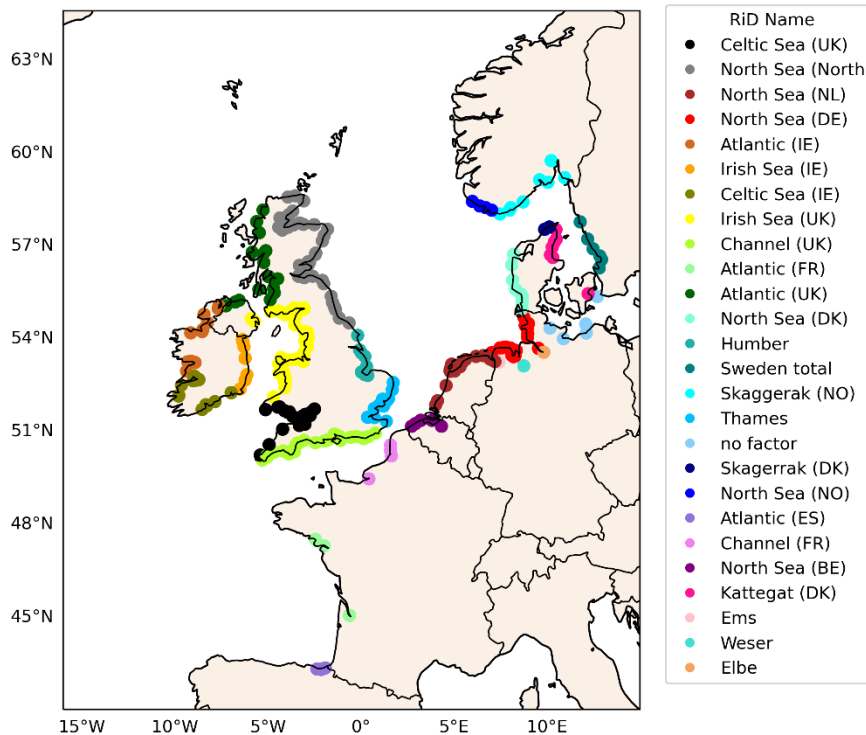 63°N
60°N
57°N
54°N
51°N
48°N
45°N
15°W 10°W 5°W 0° 5°E 10°E
RiD Name
Celtic Sea (UK)
North Sea (North
North Sea (NL)
North Sea (DE)
Atlantic (IE)
Irish Sea (IE)
Celtic Sea (IE)
Irish Sea (UK)
Channel (UK)
Atlantic (FR)
Atlantic (UK)
North Sea (DK)
Humber
Sweden total
Skaggerak (NO)
Thames
no factor
Skagerrak (DK)
North Sea (NO)
Atlantic (ES)
Channel (FR)
North Sea (BE)
Kattegat (DK)
Ems
Weser
Elbe